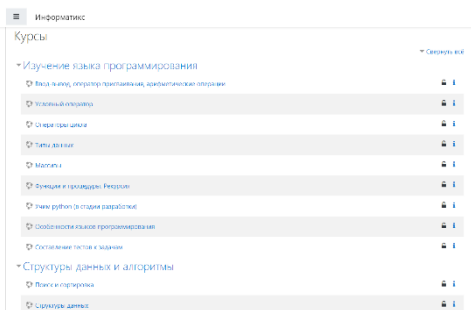 Информатикс
Курсы
Свернуть всё
Изучение языка программирования
Ввод-вывод, оператор присваивания, арифметические операции
Условный оператор
Операторы цикла
Типы данных
Массивы
Функции и процедуры. Рекурсия
Учим python (в стадии разработки)
Особенности языков программирования
Составление тестов к задачам
Структуры данных и алгоритмы
Поиск и сортировка
Структуры данных